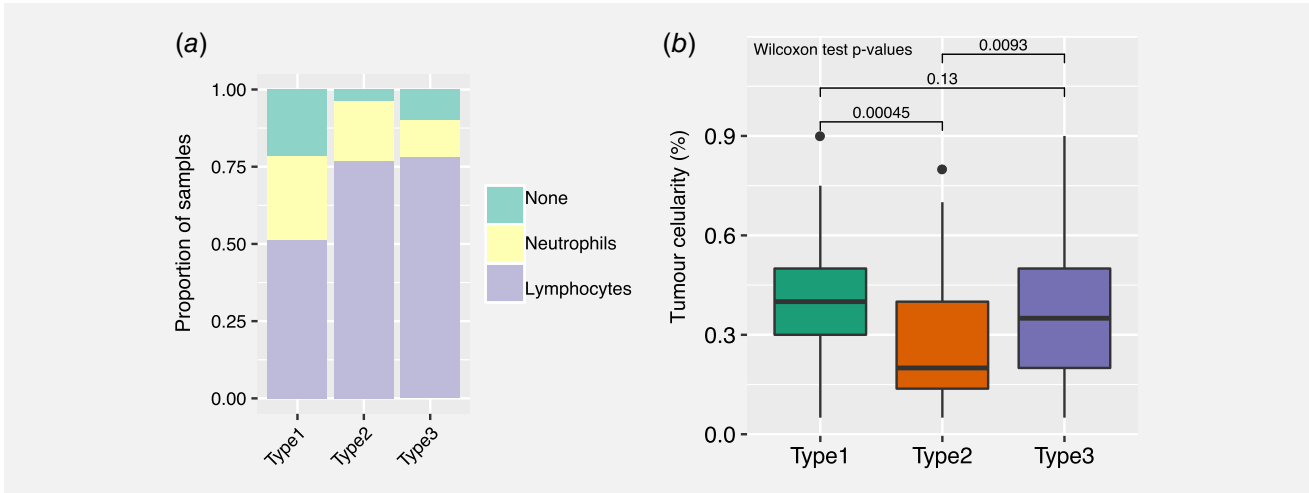 (a)
1.00
0.75
0.50
0.25
0.00
Proportion of samples
Type1
Type2
Type3
None
Neutrophils
Lymphocytes
(b)
Wilcoxon test p-values
0.0093
0.13
0.00045
0.9
0.6
0.3
0.0
Tumour celularity (%)
Type1
Type2
Type3